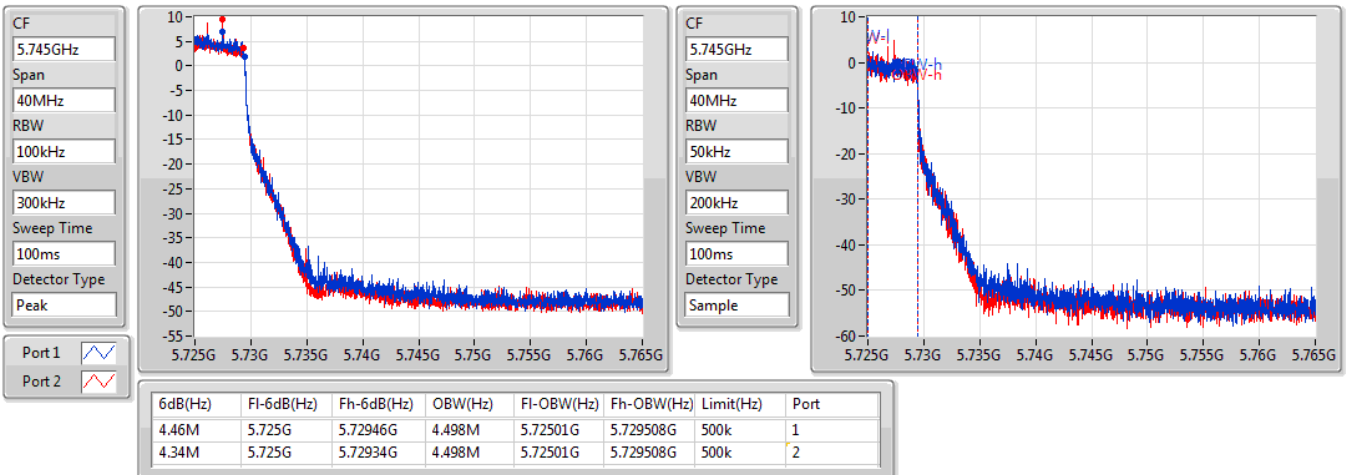 CF
5.745GHz
Span
40MHz
RBW
100kHz
VBW
300kHz
Sweep Time
100ms
Detector Type
Peak
Port 1
Port 2
10
5
0
-5
-10
-15
-20
-25
-30
-35
-40
-45
-50
-55
5.725G 5.73G 5.735G 5.74G 5.745G 5.75G 5.755G 5.76G 5.765G
CF
5.745GHz
Span
40MHz
RBW
50kHz
VBW
200kHz
Sweep Time
100ms
Detector Type
Sample
10
0
-10
-20
-30
-40
-50
-60
5.725G 5.73G 5.735G 5.74G 5.745G 5.75G 5.755G 5.76G 5.765G
W-l
W-h
W-h
6dB(Hz) Fl-6dB(Hz) Fh-6dB(Hz) OBW(Hz) Fl-OBW(Hz) Fh-OBW(Hz) Limit(Hz) Port
4.46M 5.725G 5.72946G 4.498M 5.72501G 5.729508G 500k 1
4.34M 5.725G 5.72934G 4.498M 5.72501G 5.729508G 500k 2